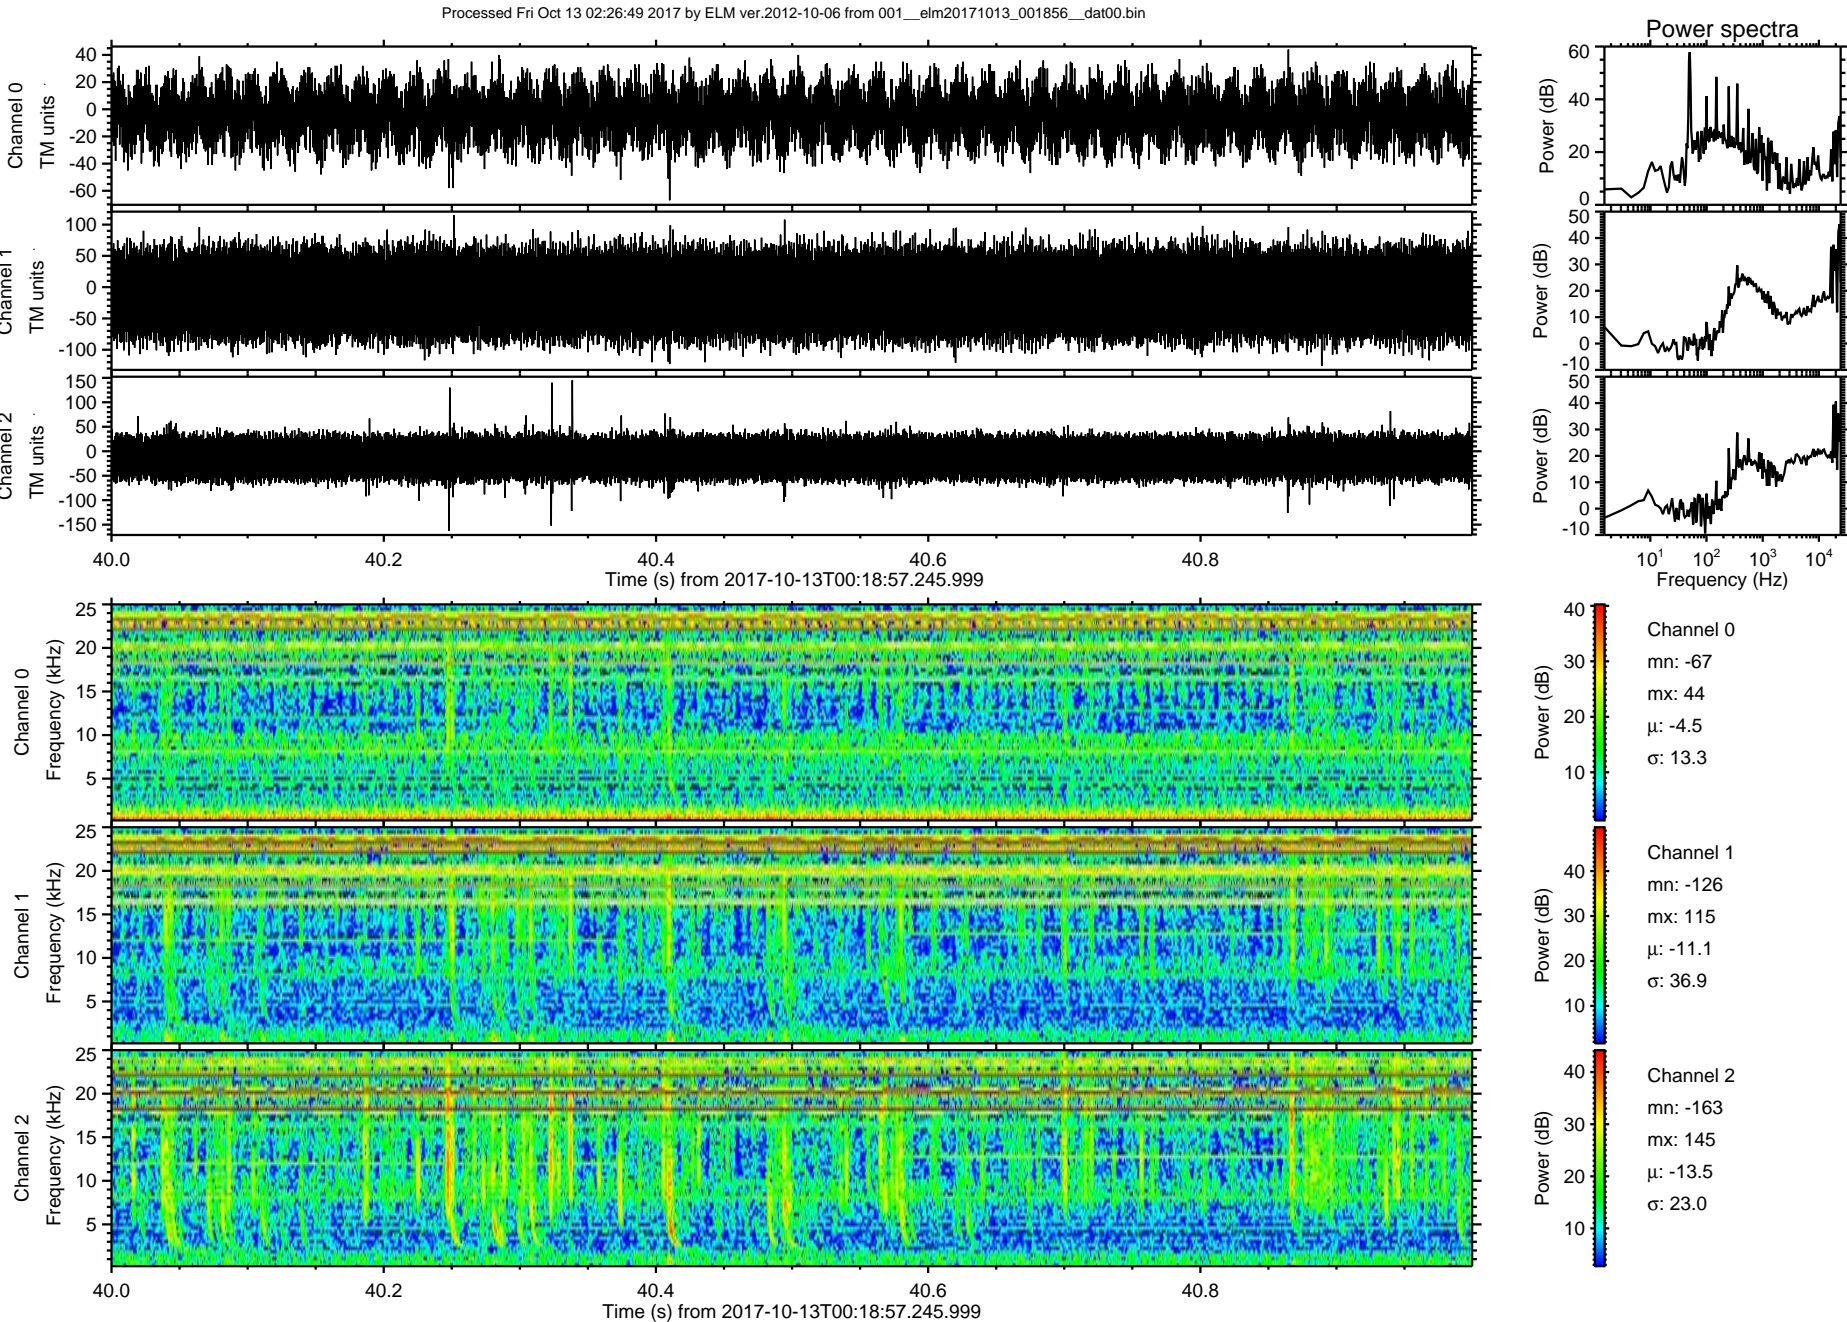 Processed Fri Oct 13 02:26:49 2017 by ELM ver.2012-10-06 from 001__elm20171013_001856__dat00.bin
Power spectra
Channel 0
TM units
40
20
0
-20
-40
-60
Power (dB)
60
40
20
0
Channel 1
TM units
100
50
0
-50
-100
Power (dB)
50
40
30
20
10
0
-10
Channel 2
TM units
150
100
50
0
-50
-100
-150
Power (dB)
50
40
30
20
10
0
-10
40.0 40.2 40.4 40.6 40.8
Time (s) from 2017-10-13T00:18:57.245.999
10^1 10^2 10^3 10^4
Frequency (Hz)
Channel 0
Frequency (kHz)
25
20
15
10
5
Power (dB)
40
30
20
10
Channel 0
mn: -67
mx: 44
μ: -4.5
σ: 13.3
Channel 1
Frequency (kHz)
25
20
15
10
5
Power (dB)
40
30
20
10
Channel 1
mn: -126
mx: 115
μ: -11.1
σ: 36.9
Channel 2
Frequency (kHz)
25
20
15
10
5
Power (dB)
40
30
20
10
Channel 2
mn: -163
mx: 145
μ: -13.5
σ: 23.0
40.0 40.2 40.4 40.6 40.8
Time (s) from 2017-10-13T00:18:57.245.999